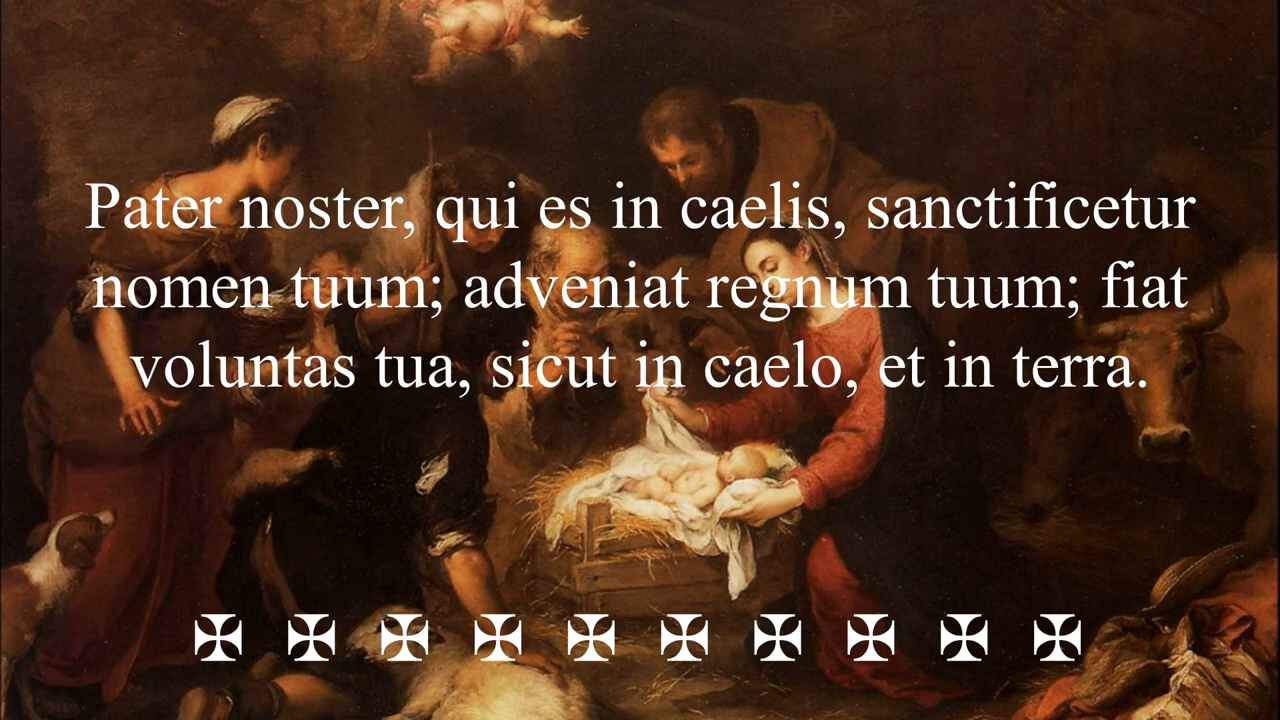 Pater noster, qui es in caelis, sanctificetur
nomen tuum; adveniat regnum tuum; fiat
voluntas tua, sicut in caelo, et in terra.
✠ ✠ ✠ ✠ ✠ ✠ ✠ ✠ ✠ ✠